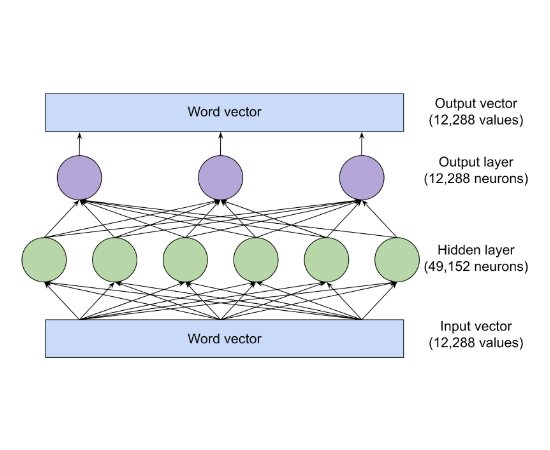 Word vector
Output vector
(12,288 values)
Output layer
(12,288 neurons)
Hidden layer
(49,152 neurons)
Word vector
Input vector
(12,288 values)